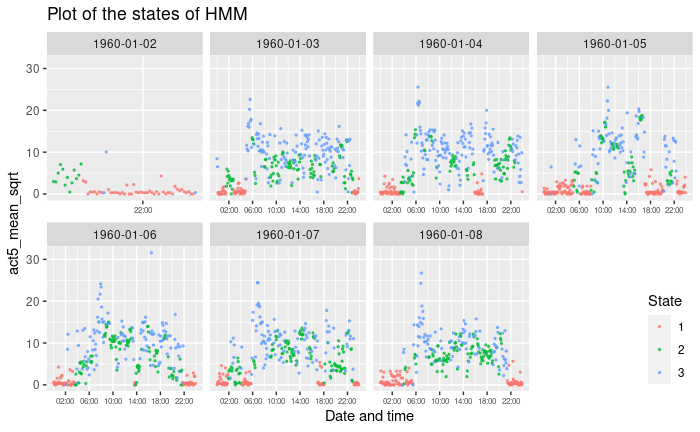 Plot of the states of HMM
1960-01-02 1960-01-03 1960-01-04 1960-01-05
30
20
10
0
22:00 02:00 06:00 10:00 14:00 18:00 22:00 02:00 06:00 10:00 14:00 18:00 22:00 02:00 06:00 10:00 14:00 18:00 22:00
act5_mean_sqrt
1960-01-06 1960-01-07 1960-01-08
30
20
10
0
02:00 06:00 10:00 14:00 18:00 22:00 02:00 06:00 10:00 14:00 18:00 22:00 02:00 06:00 10:00 14:00 18:00 22:00
Date and time
State
1
2
3